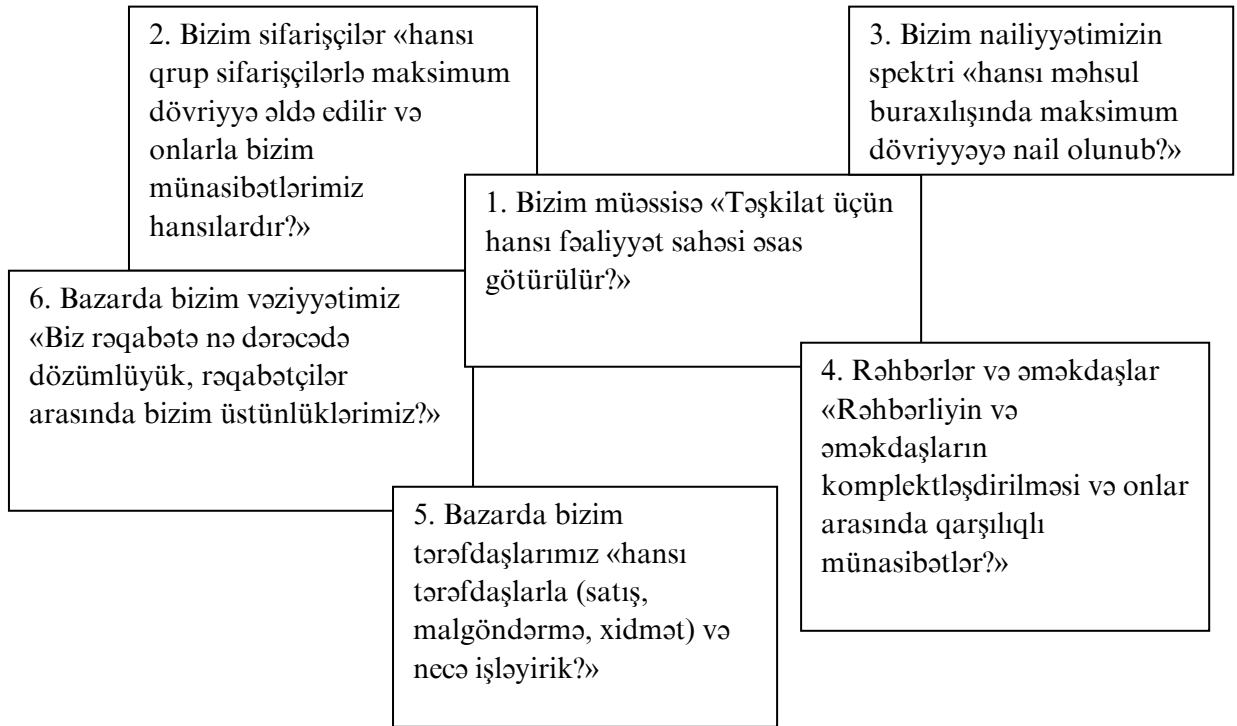 2. Bizim sifarişçilər «hansı
qrup sifarişçilərlə maksimum
dövriyyə əldə edilir və
onlarla bizim
münasibətlərimiz
hansılardır?»
3. Bizim nailiyyətimizin
spektri «hansı məhsul
buraxılışında maksimum
dövriyyəyə nail olunub?»
1. Bizim müəssisə «Təşkilat üçün
hansı fəaliyyət sahəsi əsas
götürülür?»
6. Bazarda bizim vəziyyətimiz
«Biz rəqabətə nə dərəcədə
dözümlüyük, rəqabətçilər
arasında bizim üstünlüklərimiz?»
4. Rəhbərlər və əməkdaşlar
«Rəhbərliyin və
əməkdaşların
komplektləşdirilməsi və onlar
arasında qarşılıqlı
münasibətlər?»
5. Bazarda bizim
tərəfdaşlarımız «hansı
tərəfdaşlarla (satış,
malgöndərmə, xidmət) və
necə işləyirik?»